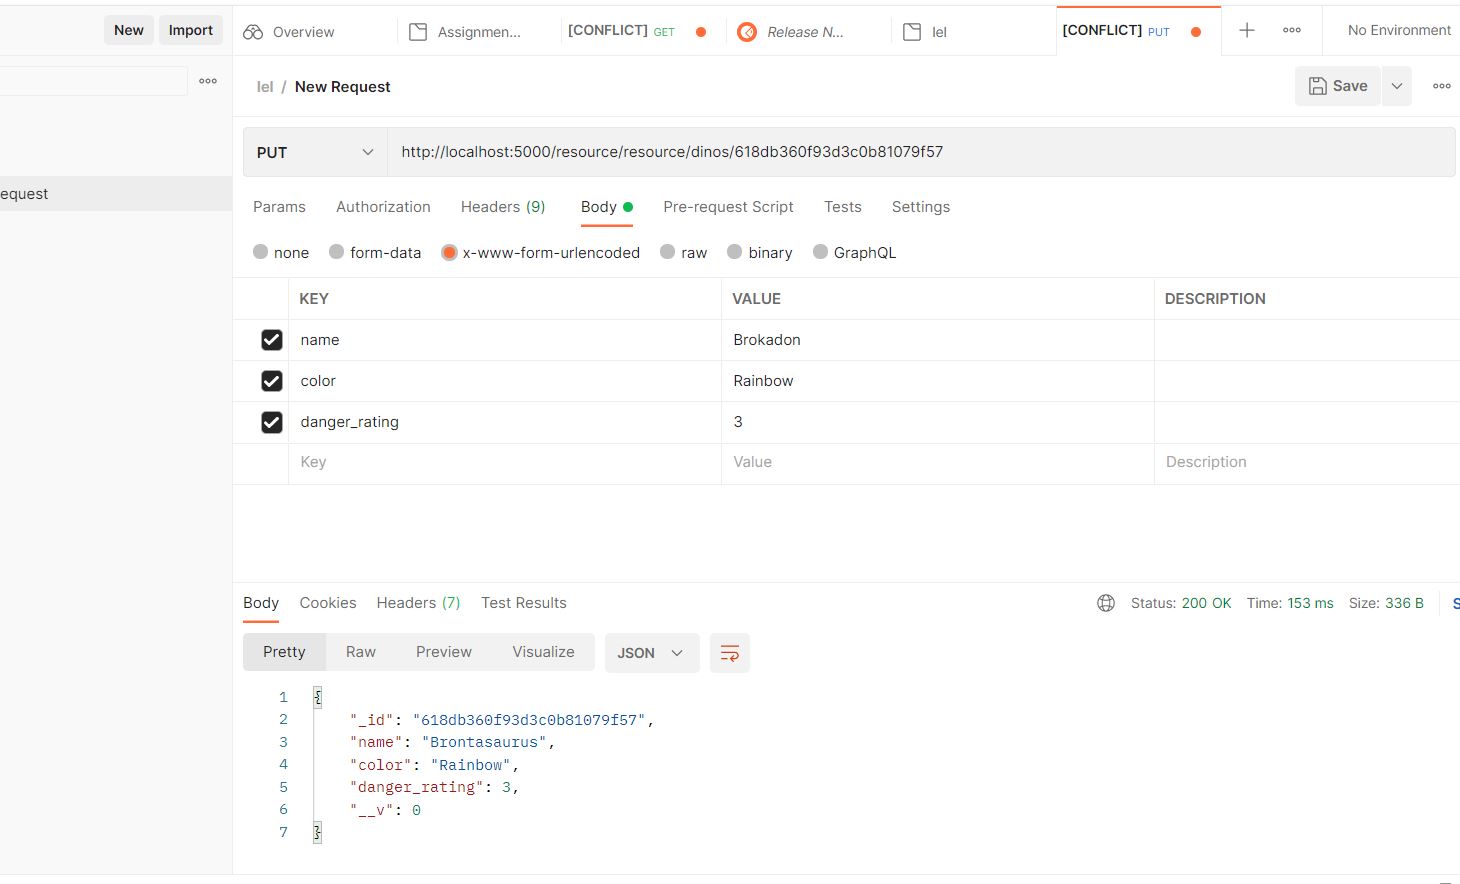 New Import Overview Assignmen... [CONFLICT] GET Release N... lel [CONFLICT] PUT No Environment
lel / New Request Save
PUT http://localhost:5000/resource/resource/dinos/618db360f93d3c0b81079f57
equest
Params Authorization Headers (9) Body Pre-request Script Tests Settings
none form-data x-www-form-urlencoded raw binary GraphQL
KEY VALUE DESCRIPTION
name Brokadon
color Rainbow
danger_rating 3
Key Value Description
Body Cookies Headers (7) Test Results Status: 200 OK Time: 153 ms Size: 336 B S
Pretty Raw Preview Visualize JSON
1 {
2 "_id": "618db360f93d3c0b81079f57",
3 "name": "Brontasaurus",
4 "color": "Rainbow",
5 "danger_rating": 3,
6 "__v": 0
7 }